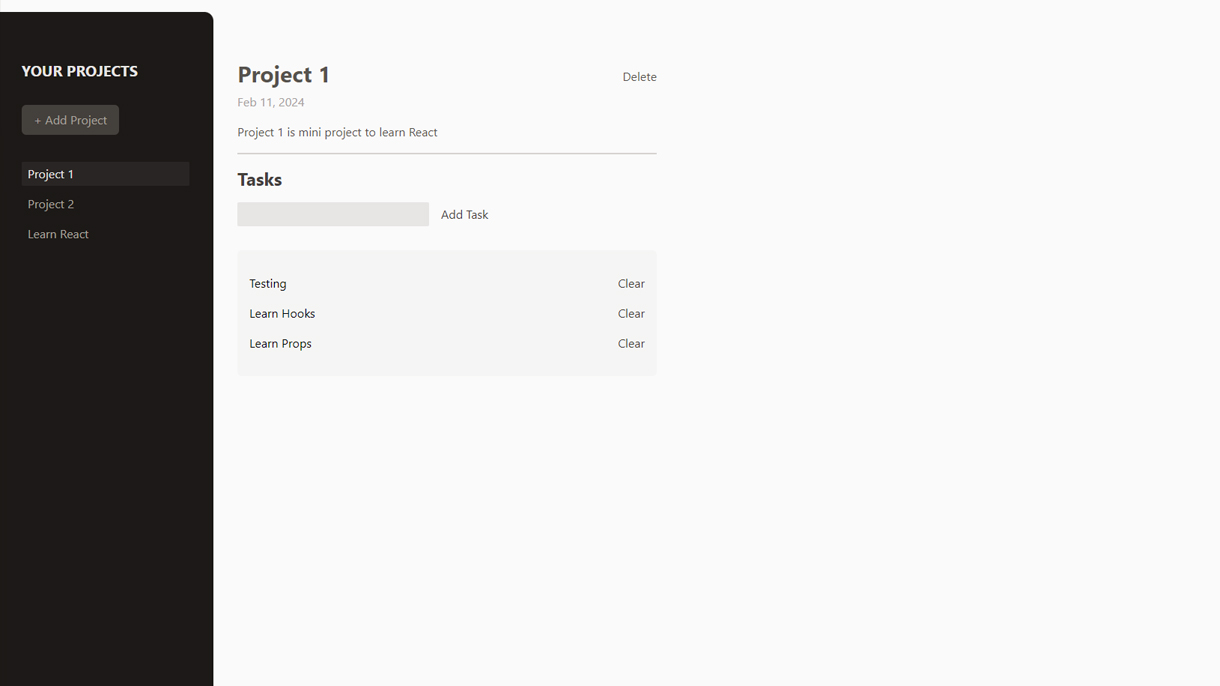 YOUR PROJECTS
+ Add Project
Project 1
Project 2
Learn React
Project 1
Delete
Feb 11, 2024
Project 1 is mini project to learn React
Tasks
Add Task
Testing
Clear
Learn Hooks
Clear
Learn Props
Clear